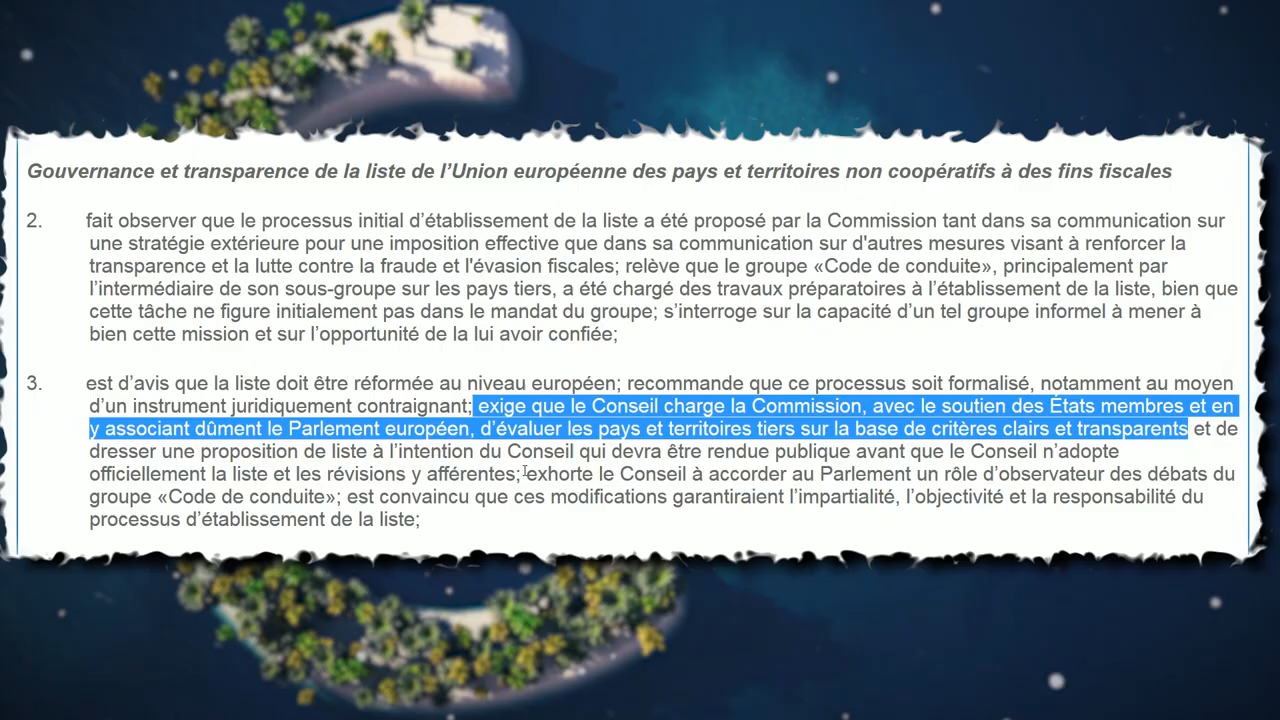 Gouvernance et transparence de la liste de l’Union européenne des pays et territoires non coopératifs à des fins fiscales
2. fait observer que le processus initial d’établissement de la liste a été proposé par la Commission tant dans sa communication sur
une stratégie extérieure pour une imposition effective que dans sa communication sur d'autres mesures visant à renforcer la
transparence et la lutte contre la fraude et l'évasion fiscales; relève que le groupe «Code de conduite», principalement par
l’intermédiaire de son sous-groupe sur les pays tiers, a été chargé des travaux préparatoires à l’établissement de la liste, bien que
cette tâche ne figure initialement pas dans le mandat du groupe; s’interroge sur la capacité d’un tel groupe informel à mener à
bien cette mission et sur l’opportunité de la lui avoir confiée;
3. est d’avis que la liste doit être réformée au niveau européen; recommande que ce processus soit formalisé, notamment au moyen
d’un instrument juridiquement contraignant; exige que le Conseil charge la Commission, avec le soutien des États membres et en
y associant dûment le Parlement européen, d’évaluer les pays et territoires tiers sur la base de critères clairs et transparents et de
dresser une proposition de liste à l’intention du Conseil qui devra être rendue publique avant que le Conseil n’adopte
officiellement la liste et les révisions y afférentes; exhorte le Conseil à accorder au Parlement un rôle d’observateur des débats du
groupe «Code de conduite»; est convaincu que ces modifications garantiraient l’impartialité, l’objectivité et la responsabilité du
processus d’établissement de la liste;